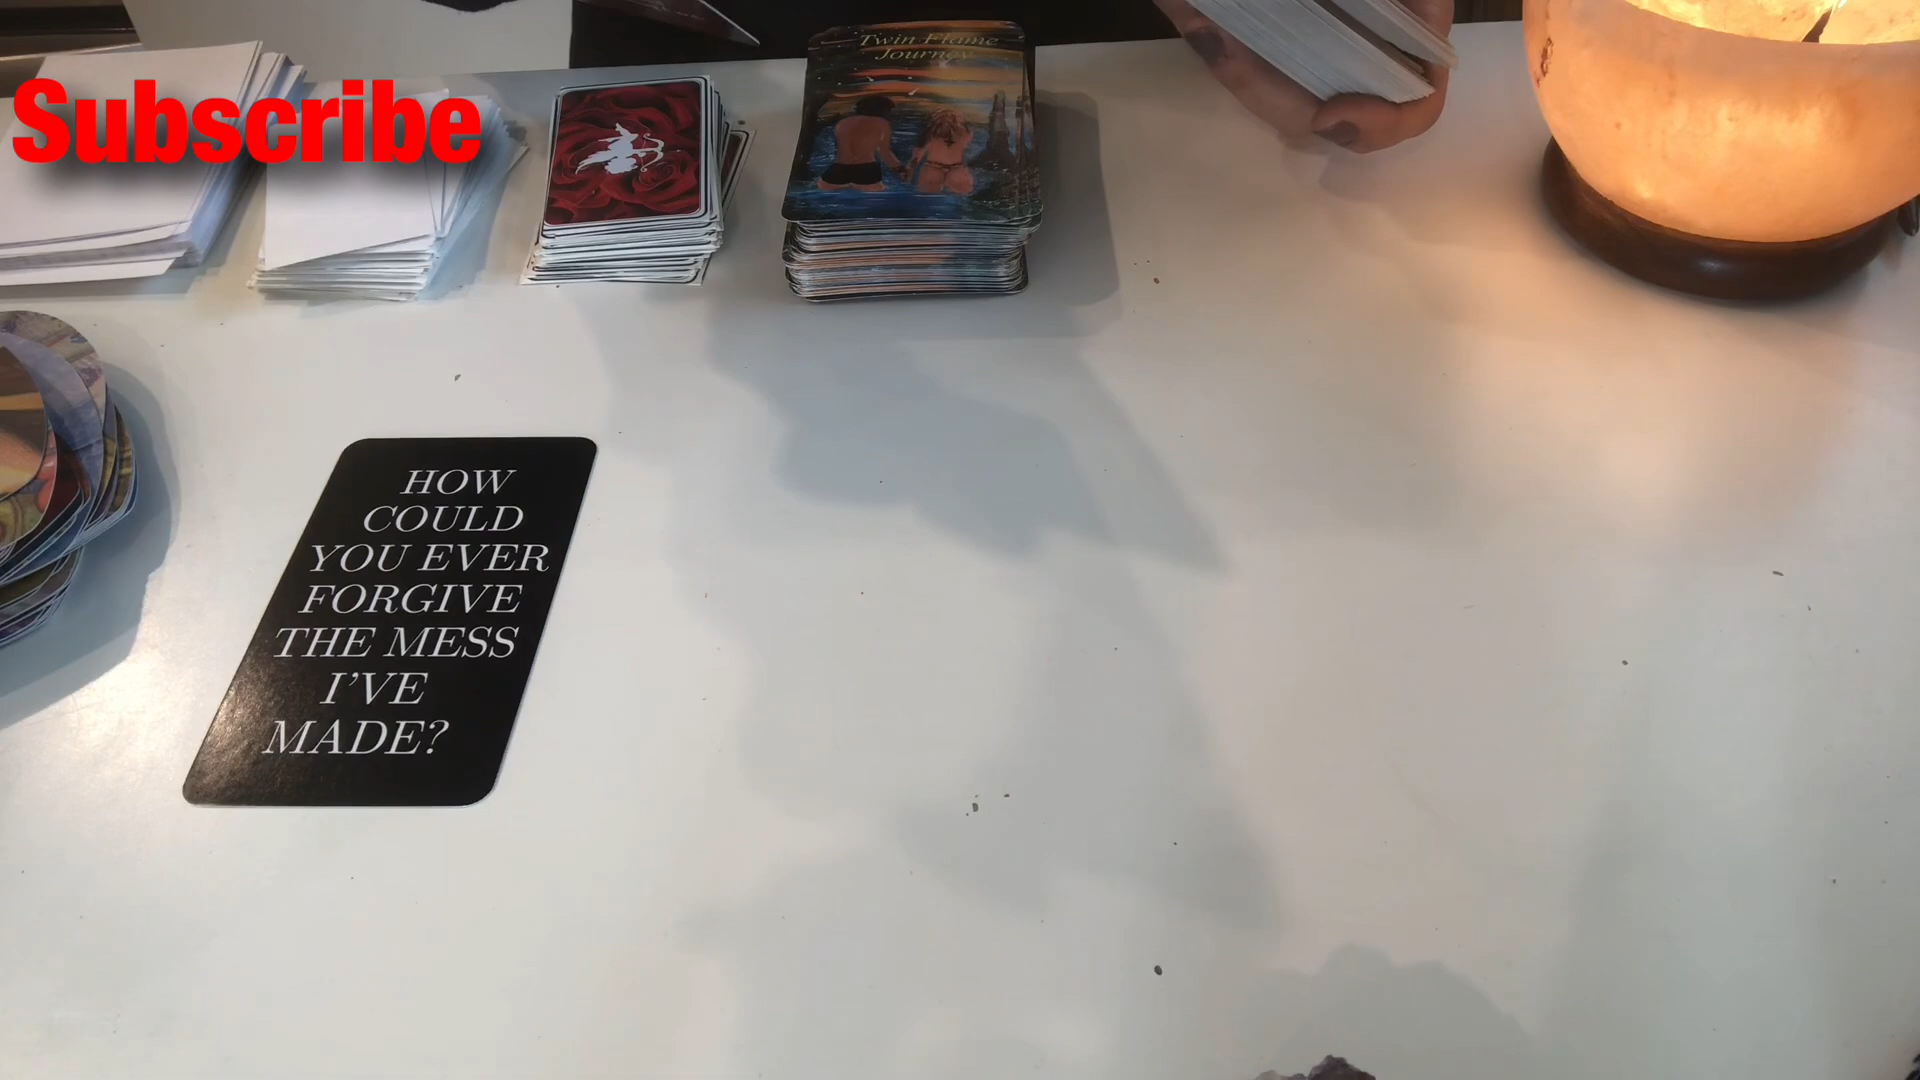 Subscribe
Twin Flame
Journey
HOW
COULD
YOU EVER
FORGIVE
THE MESS
I'VE
MADE?